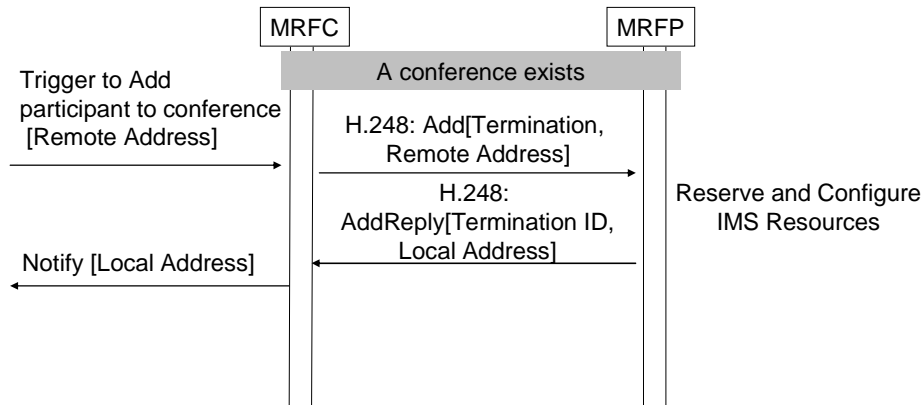 MRFC
MRFP
A conference exists
Trigger to Add
participant to conference
[Remote Address]
H.248: Add[Termination,
Remote Address]
H.248:
AddReply[Termination ID,
Local Address]
Reserve and Configure
IMS Resources
Notify [Local Address]